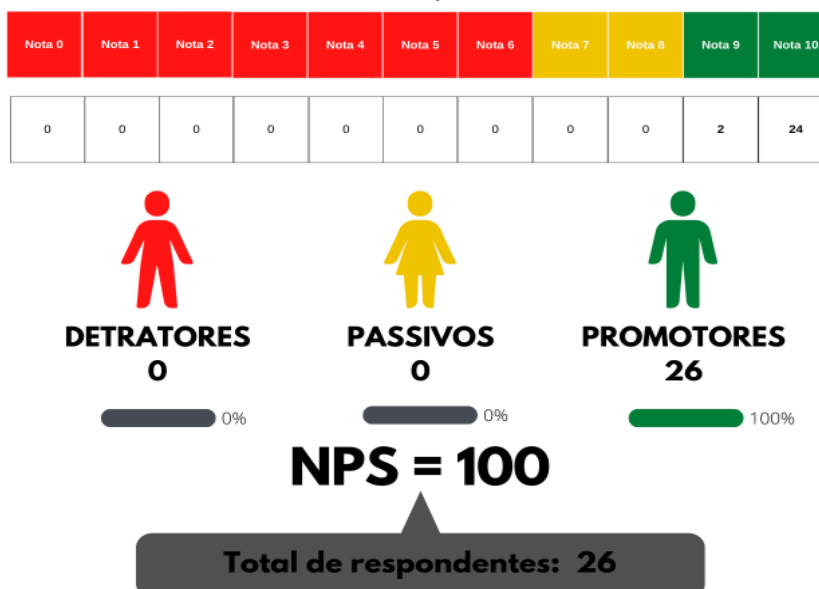 Nota 0 Nota 1 Nota 2 Nota 3 Nota 4 Nota 5 Nota 6 Nota 7 Nota 8 Nota 9 Nota 10
0 0 0 0 0 0 0 0 0 2 24
DETRATORES PASSIVOS PROMOTORES
0 0 26
0% 0% 100%
NPS = 100
Total de respondentes: 26